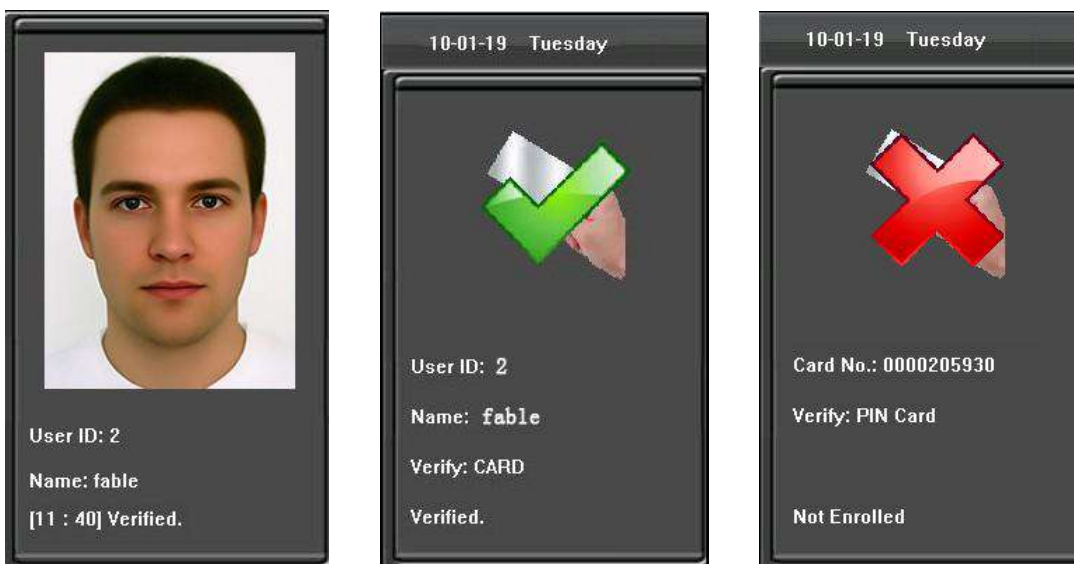 User ID: 2
Name: fable
[11 : 40] Verified.
10-01-19 Tuesday
User ID: 2
Name: fable
Verify: CARD
Verified.
10-01-19 Tuesday
Card No.: 0000205930
Verify: PIN Card
Not Enrolled